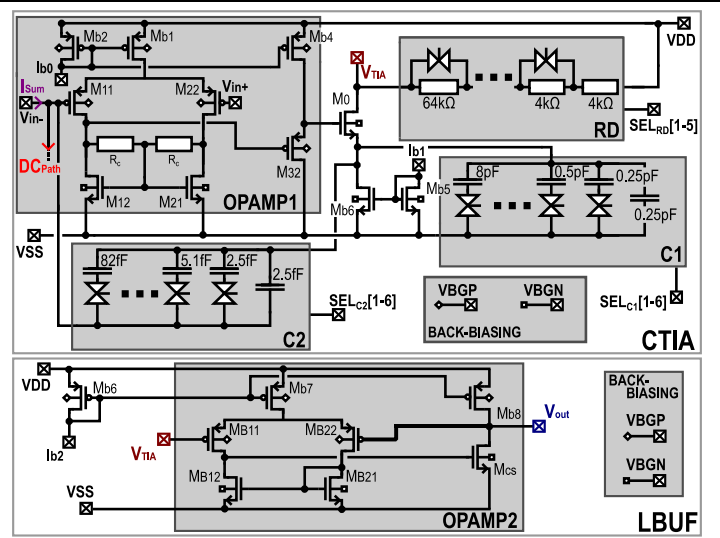 Mb2
Mb1
Mb4
VDD
Ib0
ISum
M11
M22
Vin+
Vin-
DCPath
Rc
Rc
M12
M21
M32
OPAMP1
VTIA
M0
64kΩ
4kΩ
4kΩ
RD
SELRD[1-5]
Ib1
Mb6
Mb5
8pF
0.5pF
0.25pF
0.25pF
C1
VSS
82fF
5.1fF
2.5fF
2.5fF
C2
SELC2[1-6]
VBGP
VBGN
BACK-BIASING
SELC1[1-6]
CTIA
VDD
Mb6
Mb7
Mb8
Ib2
VTIA
MB11
MB22
Vout
MB12
MB21
Mcs
VSS
OPAMP2
BACK-
BIASING
VBGP
VBGN
LBUF